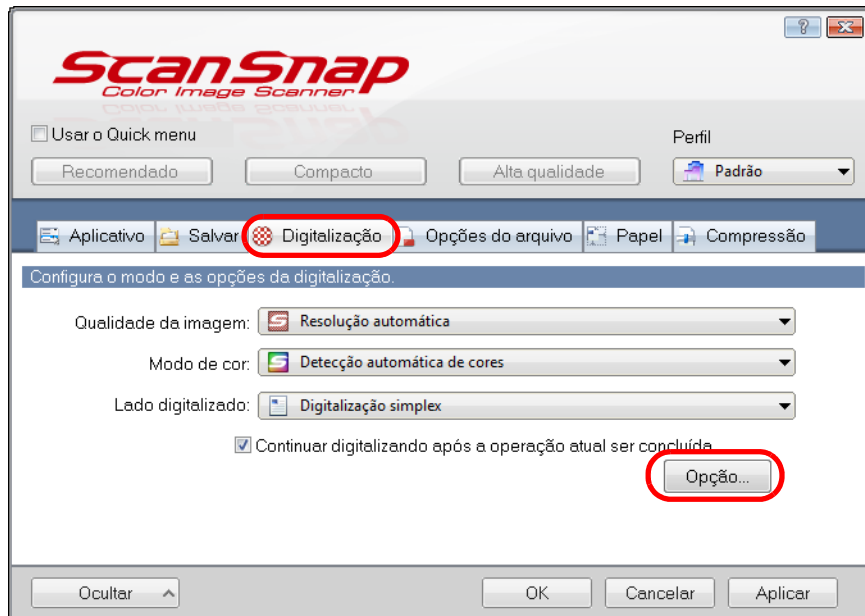 ScanSnap
Color Image Scanner
Usar o Quick menu
Perfil
Recomendado Compacto Alta qualidade Padrão
Aplicativo Salvar Digitalização Opções do arquivo Papel Compressão
Configura o modo e as opções da digitalização.
Qualidade da imagem: Resolução automática
Modo de cor: Detecção automática de cores
Lado digitalizado: Digitalização simplex
Continuar digitalizando após a operação atual ser concluída
Opção...
Ocultar OK Cancelar Aplicar